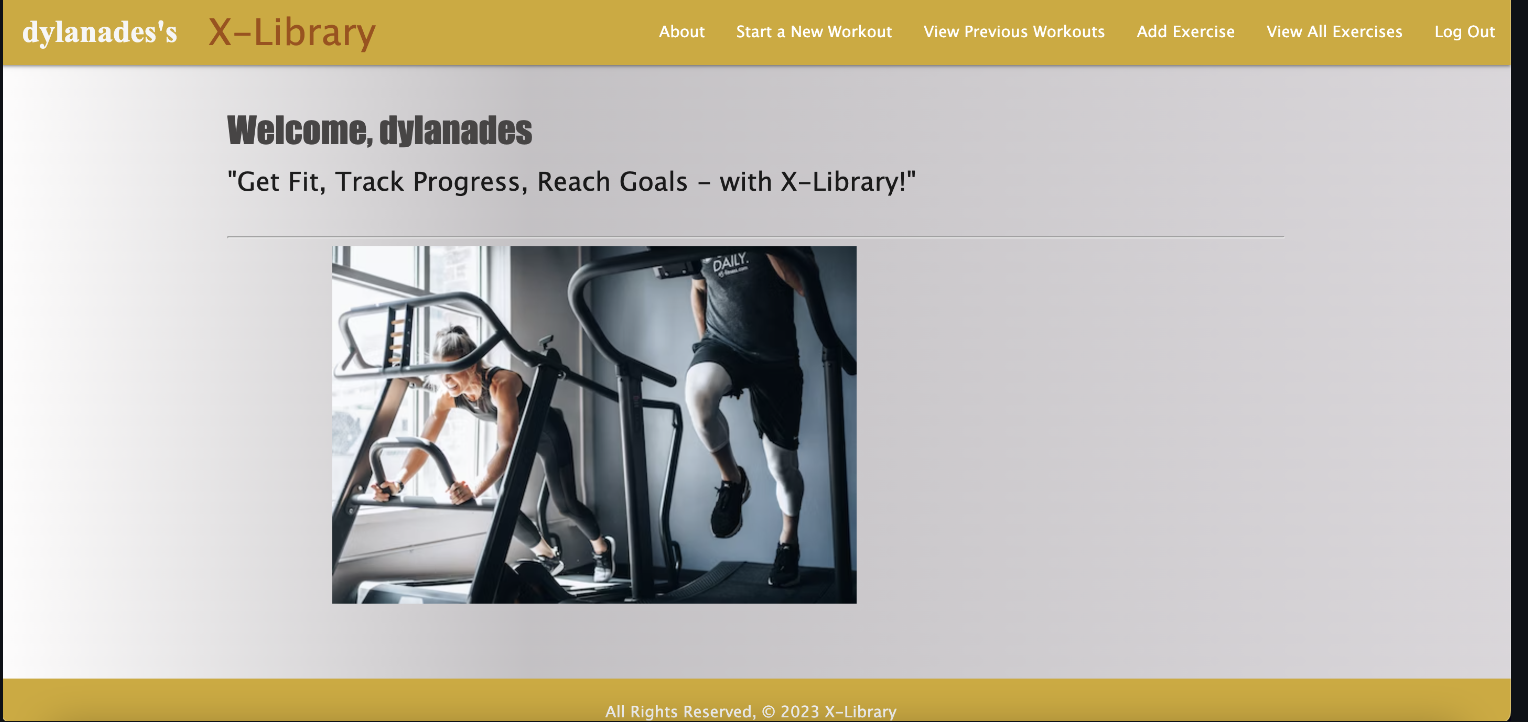 dylanades's X-Library About Start a New Workout View Previous Workouts Add Exercise View All Exercises Log Out
Welcome, dylanades
"Get Fit, Track Progress, Reach Goals - with X-Library!"
DAILY.
All Rights Reserved, © 2023 X-Library